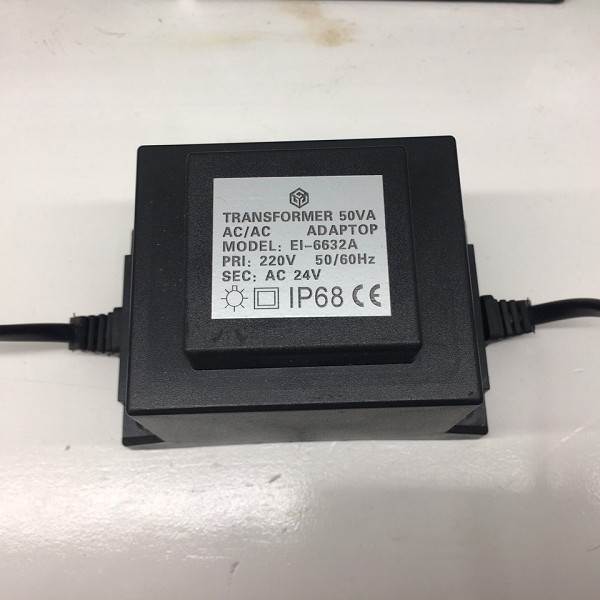 TRANSFORMER 50VA
AC/AC ADAPTOP
MODEL: EI-6632A
PRI: 220V 50/60Hz
SEC: AC 24V
IP68 CE